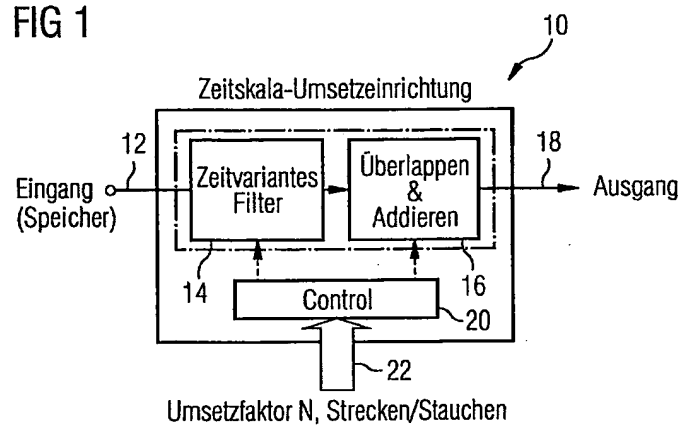 FIG 1
10
Zeitskala-Umsetzeinrichtung
12
18
Eingang
(Speicher)
Zeitvariantes
Filter
Überlappen
&
Addieren
Ausgang
14
16
Control
20
22
Umsetzfaktor N, Strecken/Stauchen